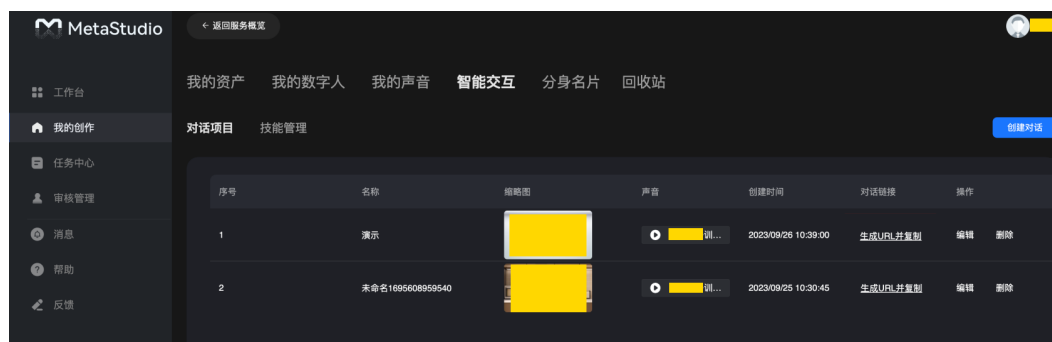 MetaStudio
← 返回服务概览
我的资产 我的数字人 我的声音 智能交互 分身名片 回收站
工作台
我的创作
对话项目 技能管理
创建对话
任务中心
审核管理
消息
帮助
反馈
序号 名称 缩略图 声音 创建时间 对话链接 操作
1 演示 训... 2023/09/26 10:39:00 生成URL并复制 编辑 删除
2 未命名1695608959540 训... 2023/09/25 10:30:45 生成URL并复制 编辑 删除